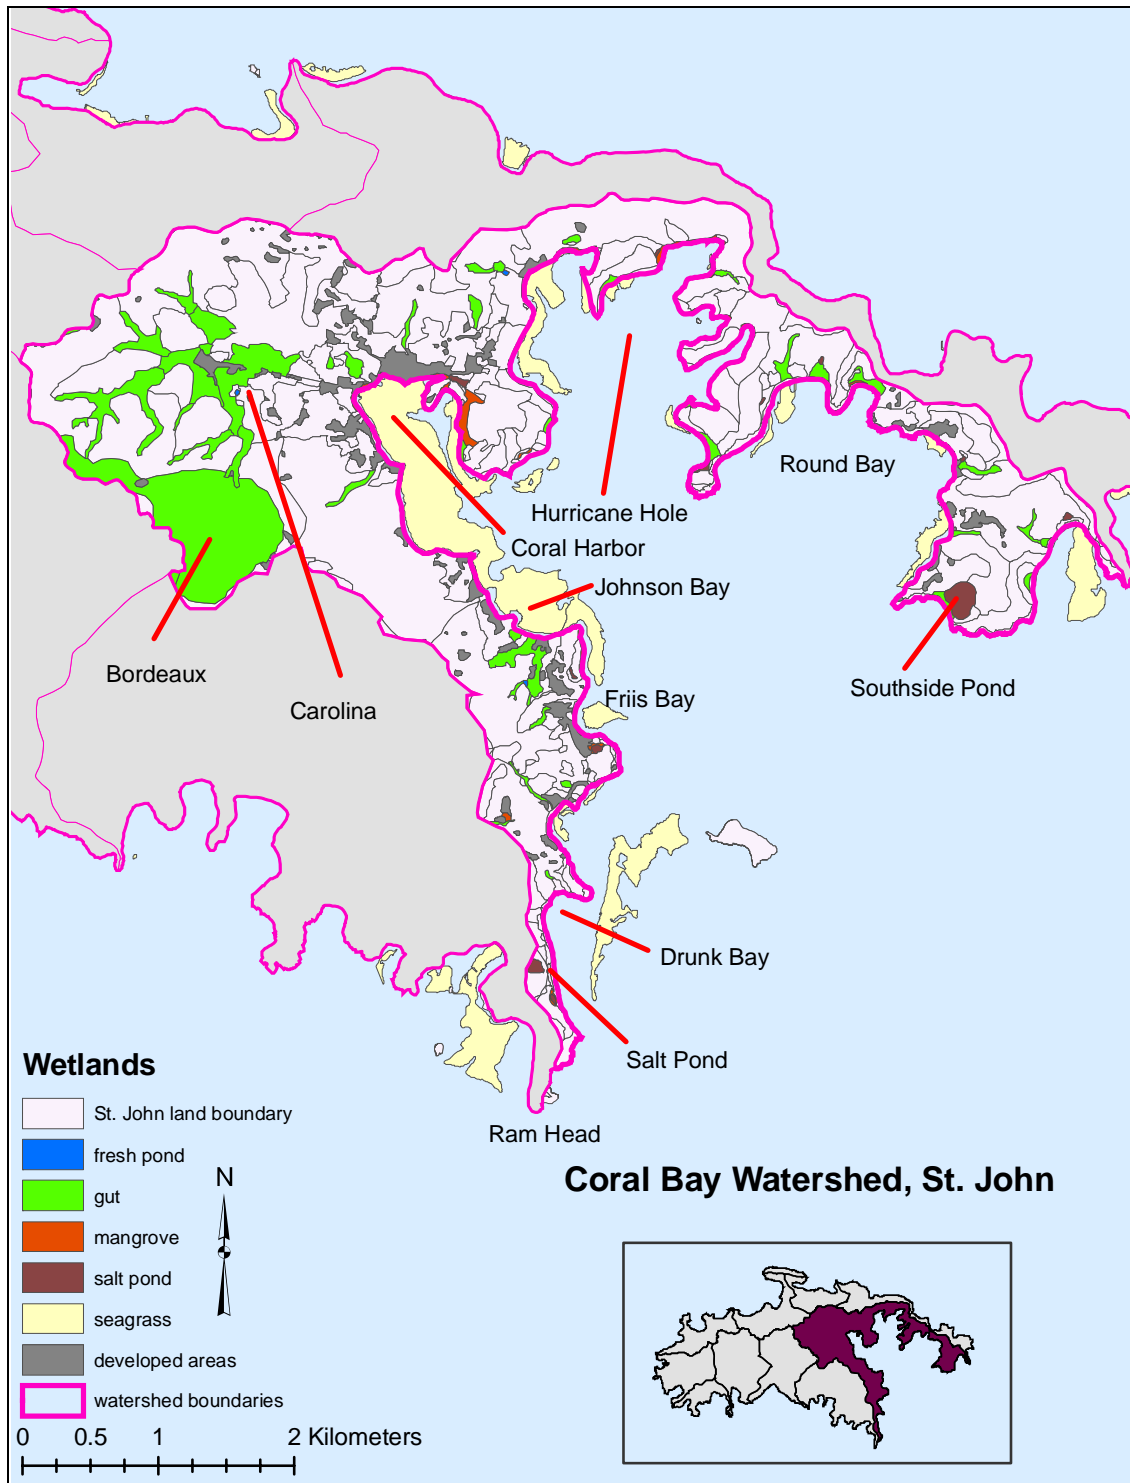 Round Bay
Hurricane Hole
Coral Harbor
Johnson Bay
Bordeaux
Southside Pond
Carolina
Friis Bay
Drunk Bay
Salt Pond
Ram Head
Wetlands
St. John land boundary
fresh pond
gut
mangrove
salt pond
seagrass
developed areas
watershed boundaries
N
0 0.5 1 2 Kilometers
Coral Bay Watershed, St. John